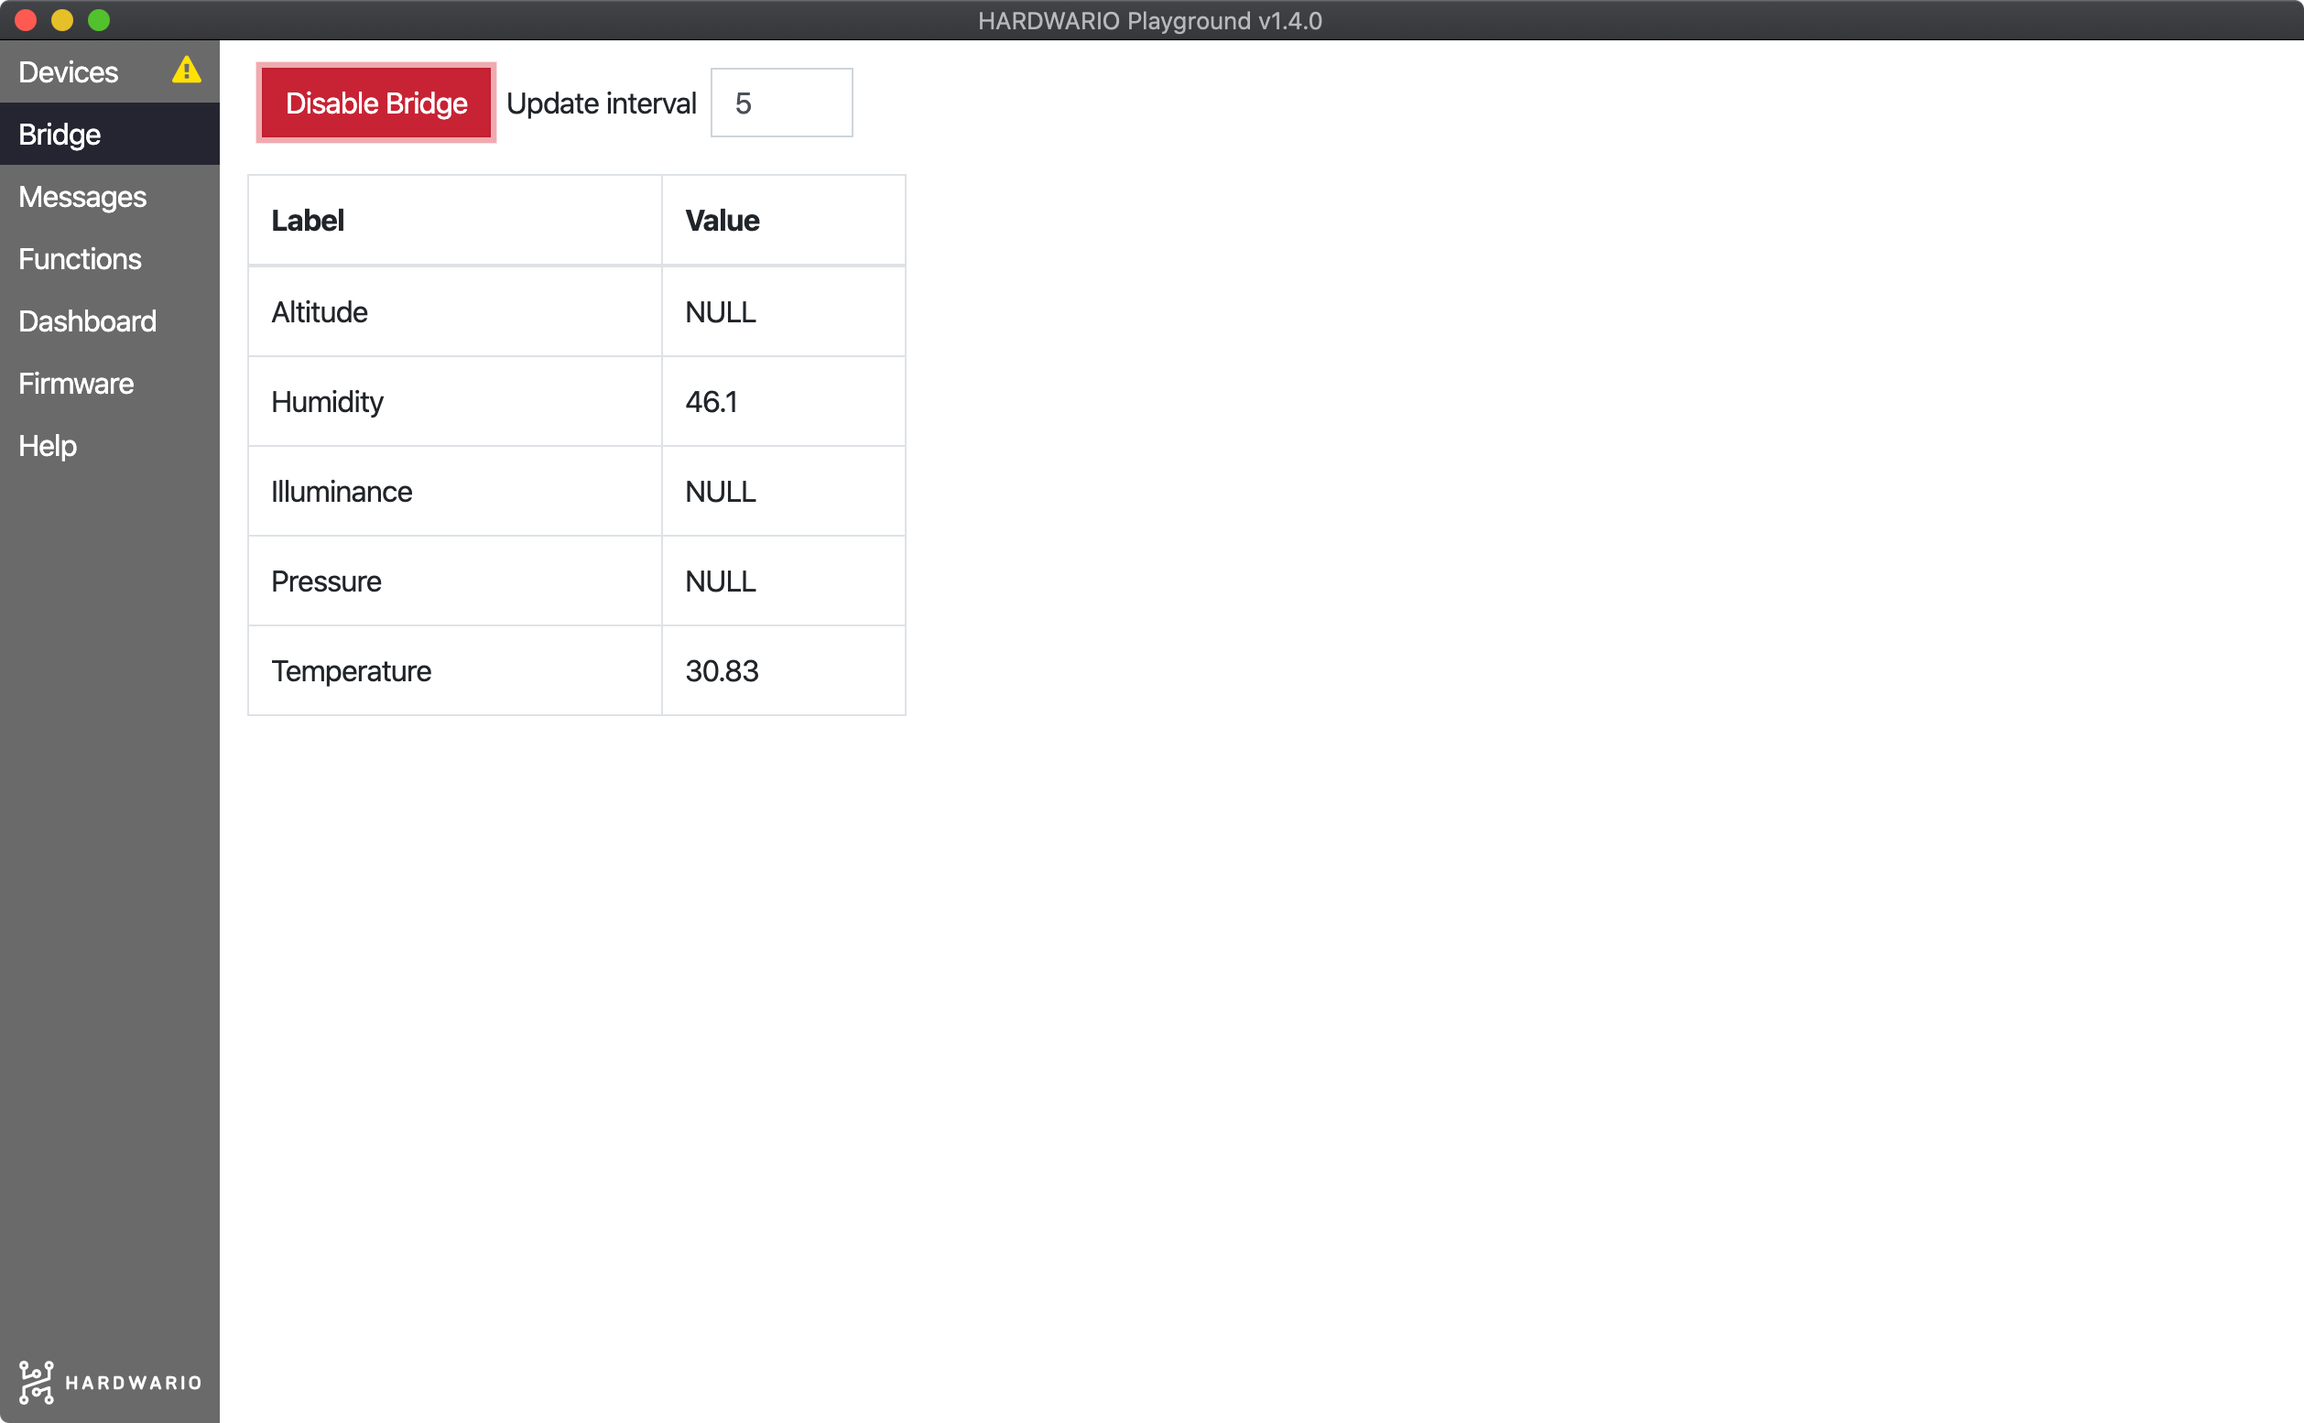 HARDWARIO Playground v1.4.0
Devices
Bridge
Messages
Functions
Dashboard
Firmware
Help
HARDWARIO
Disable Bridge Update interval 5
Label Value
Altitude NULL
Humidity 46.1
Illuminance NULL
Pressure NULL
Temperature 30.83